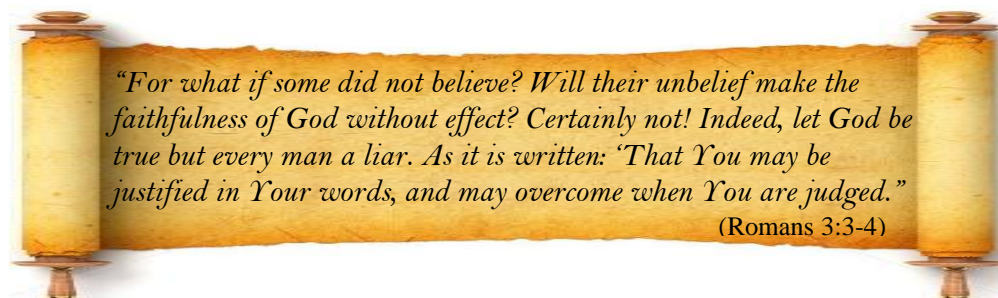 “For what if some did not believe? Will their unbelief make the
faithfulness of God without effect? Certainly not! Indeed, let God be
true but every man a liar. As it is written: ‘That You may be
justified in Your words, and may overcome when You are judged.”
(Romans 3:3-4)